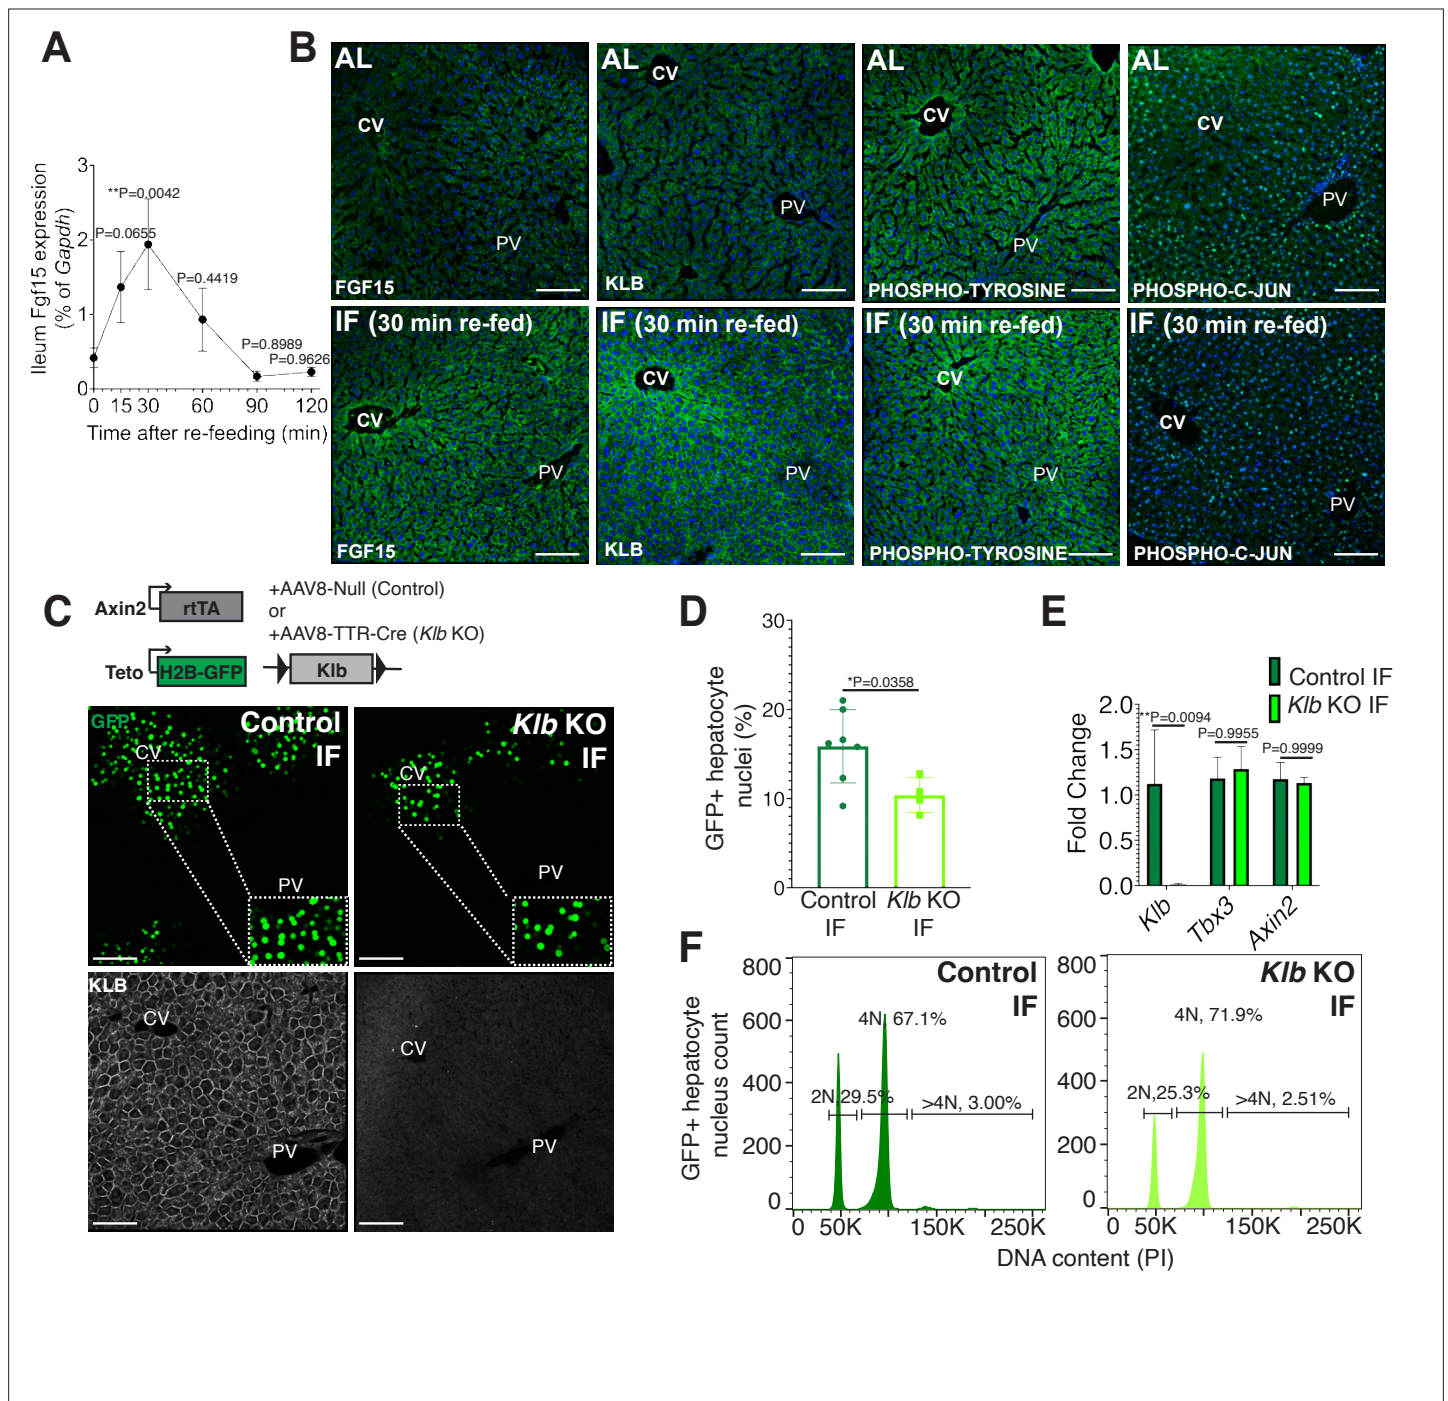 A
Ileum Fgf15 expression
(% of Gapdh)
3
2
1
0
**P=0.0042
P=0.0655
P=0.4419
P=0.8989
P=0.9626
0 15 30 60 90 120
Time after re-feeding (min)
B
AL
CV
PV
FGF15
AL
CV
PV
KLB
AL
CV
PV
PHOSPHO-TYROSINE
AL
CV
PV
PHOSPHO-C-JUN
IF (30 min re-fed)
CV
PV
FGF15
IF (30 min re-fed)
CV
PV
KLB
IF (30 min re-fed)
CV
PV
PHOSPHO-TYROSINE
IF (30 min re-fed)
CV
PV
PHOSPHO-C-JUN
C
Axin2
rtTA
+AAV8-Null (Control)
or
+AAV8-TTR-Cre (Klb KO)
Teto
H2B-GFP
Klb
GFP
Control
IF
CV
PV
Klb KO
IF
CV
PV
KLB
CV
PV
CV
PV
D
GFP+ hepatocyte
nuclei (%)
30
20
10
0
*P=0.0358
Control
IF
Klb KO
IF
E
Control IF
Klb KO IF
Fold Change
2.0
1.5
1.0
0.5
0.0
**P=0.0094
P=0.9955
P=0.9999
Klb
Tbx3
Axin2
F
GFP+ hepatocyte
nucleus count
800
600
400
200
0
Control
IF
4N, 67.1%
2N,29.5%
>4N, 3.00%
0 50K 150K 250K
800
600
400
200
0
Klb KO
IF
4N, 71.9%
2N,25.3%
>4N, 2.51%
0 50K 150K 250K
DNA content (PI)